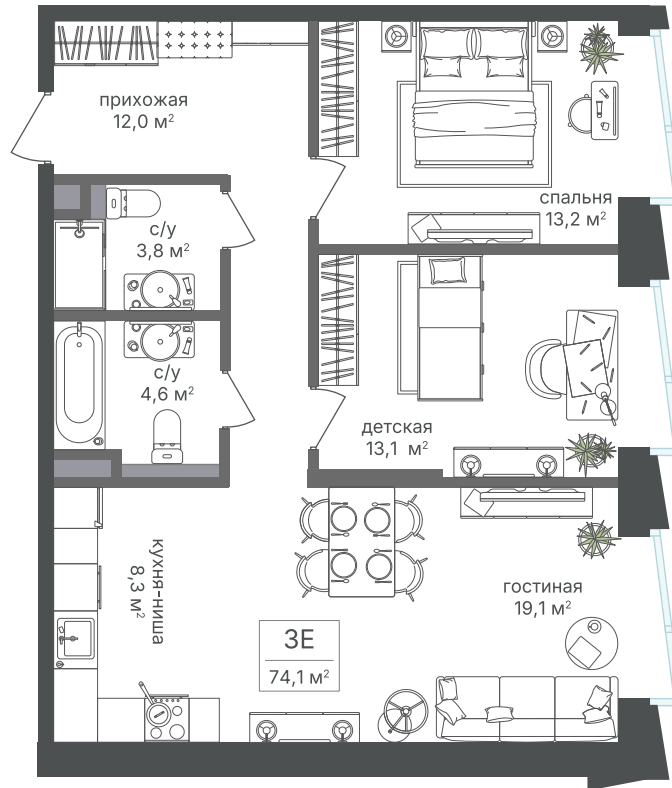 прихожая
12,0 м²
спальня
13,2 м²
с/у
3,8 м²
с/у
4,6 м²
детская
13,1 м²
кухня-ниша
8,3 м²
гостиная
19,1 м²
3Е
74,1 м²